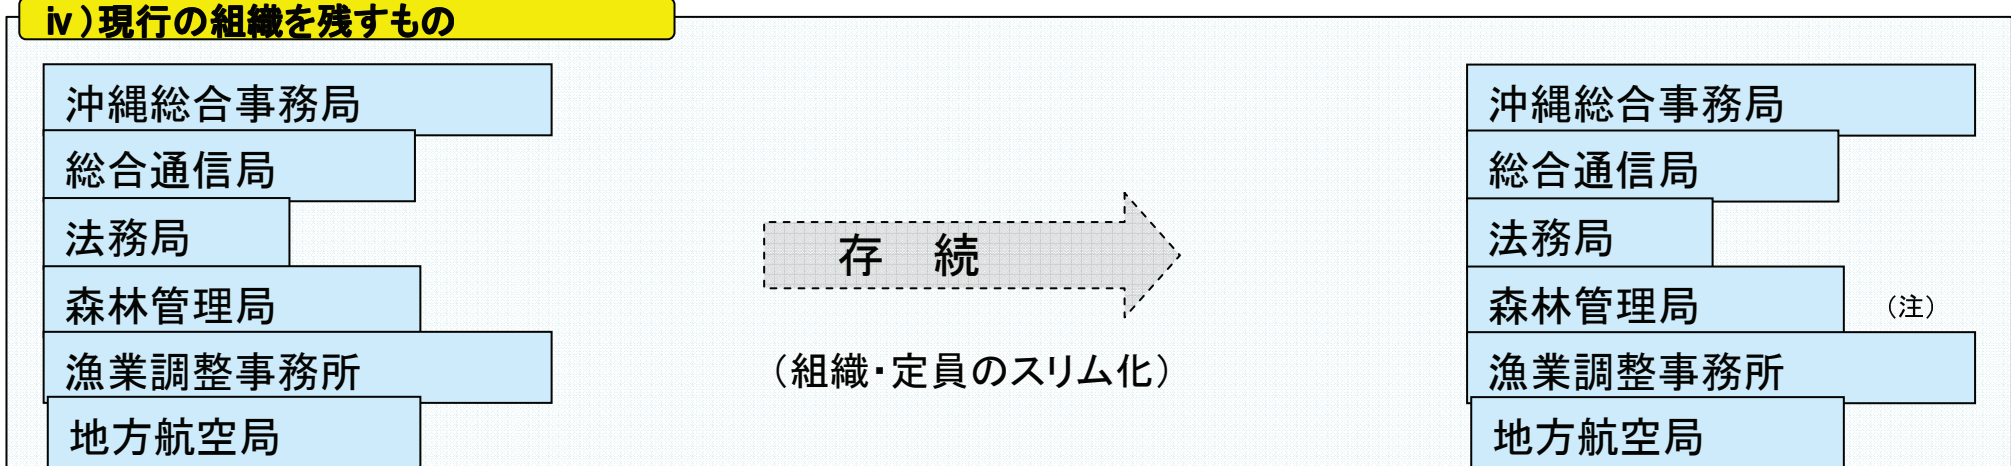 ⅳ)現行の組織を残すもの
沖縄総合事務局
総合通信局
法務局
森林管理局
漁業調整事務所
地方航空局
存　続
（組織・定員のスリム化）
沖縄総合事務局
総合通信局
法務局
森林管理局 （注）
漁業調整事務所
地方航空局